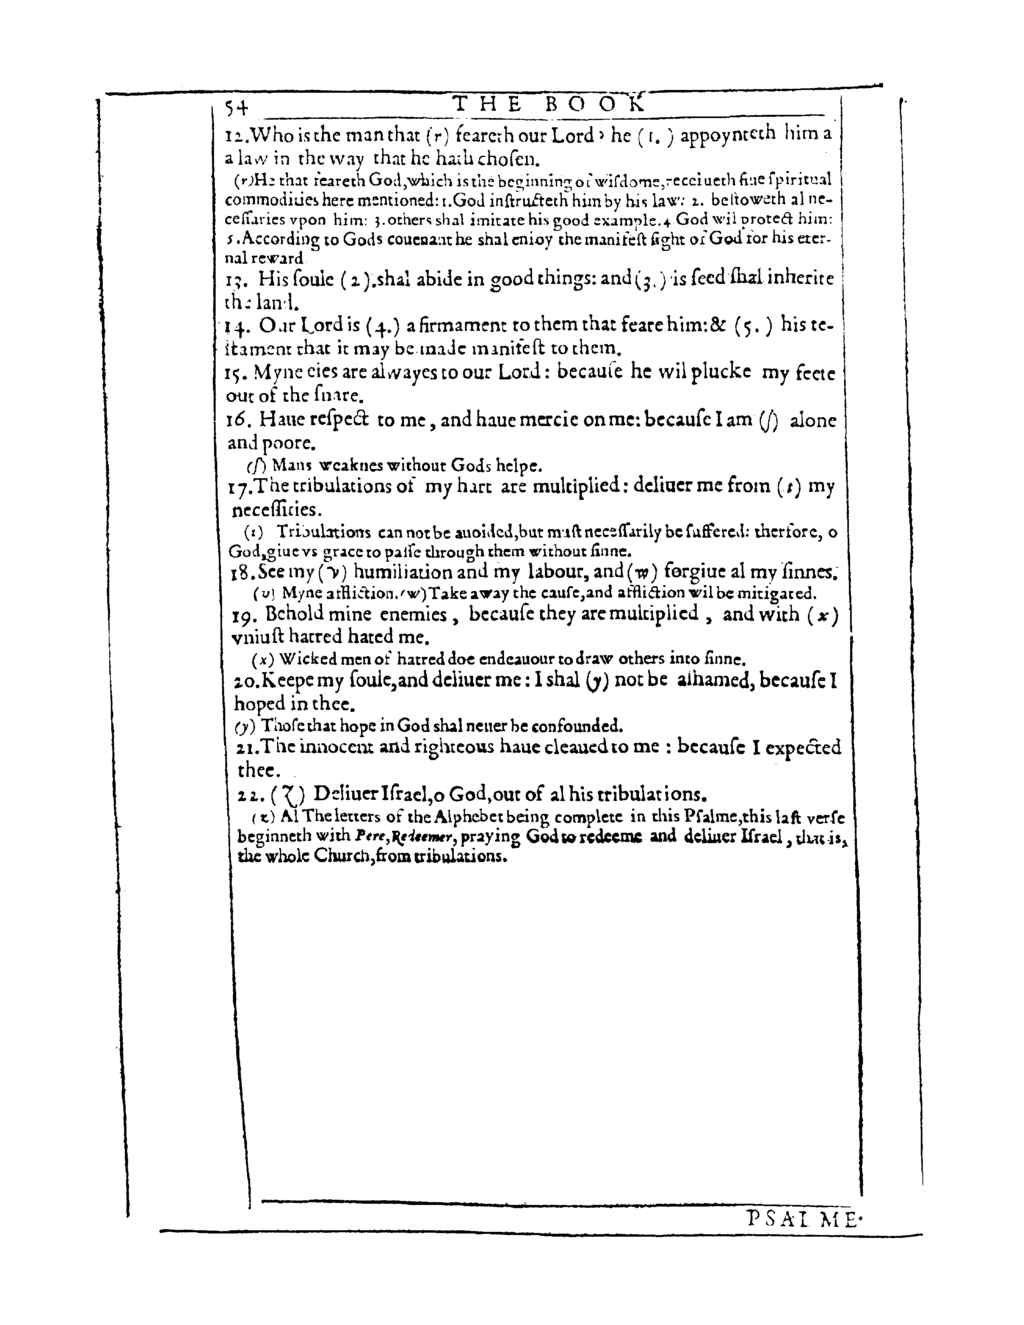 54 THE BOOK
12.Who is the man that (r) feareth our Lord? he (1.) appoynteth him a
a law in the way that he hath choſen.
(r)He that feareth God,which is the beginning of wiſdome,receiueth fiue ſpiritual
commodities here mentioned: 1.God inſtructeth him by his law: 2. beſtoweth al ne-
ceſſaries vpon him: 3.others shal imitate his good example.4 God wil protect him:
5.According to Gods couenant he shal enioy the manifeſt ſight of God for his eter-
nal reward
13. His ſoule (2).shal abide in good things: and (3.) is ſeed ſhal inherite
the land.
14. Our Lord is (4.) a firmament to them that feare him:& (5.) his te-
ſtament that it may be made manifeſt to them.
15. Myne eies are alwayes to our Lord: becauſe he wil plucke my feete
out of the ſnare.
16. Haue reſpect to me, and haue mercie on me: becauſe I am (ſ) alone
and poore.
(ſ) Mans weaknes without Gods helpe.
17.The tribulations of my hart are multiplied: deliuer me from (t) my
neceſſities.
(t) Tribulations can not be auoided,but muſt neceſſarily be ſuffered: therfore, o
God,giue vs grace to paſſe through them without ſinne.
18.See my (v) humiliation and my labour, and (w) forgiue al my ſinnes.
(v) Myne affliction. (w)Take away the cauſe,and affliction wil be mitigated.
19. Behold mine enemies, becauſe they are multiplied, and with (x)
vniuſt hatred hated me.
(x) Wicked men of hatred doe endeauour to draw others into ſinne.
20.Keepe my ſoule,and deliuer me: I shal (y) not be aſhamed, becauſe I
hoped in thee.
(y) Thoſe that hope in God shal neuer be confounded.
21.The innocent and righteous haue cleaued to me: becauſe I expected
thee.
22. (ζ) Deliuer Iſrael,o God,out of al his tribulations.
(z) Al The letters of the Alphebet being complete in this Pſalme,this laſt verſe
beginneth with Pere,Redeemer, praying God to redeeme and deliuer Iſrael, that is,
the whole Church,from tribulations.
PSALME.